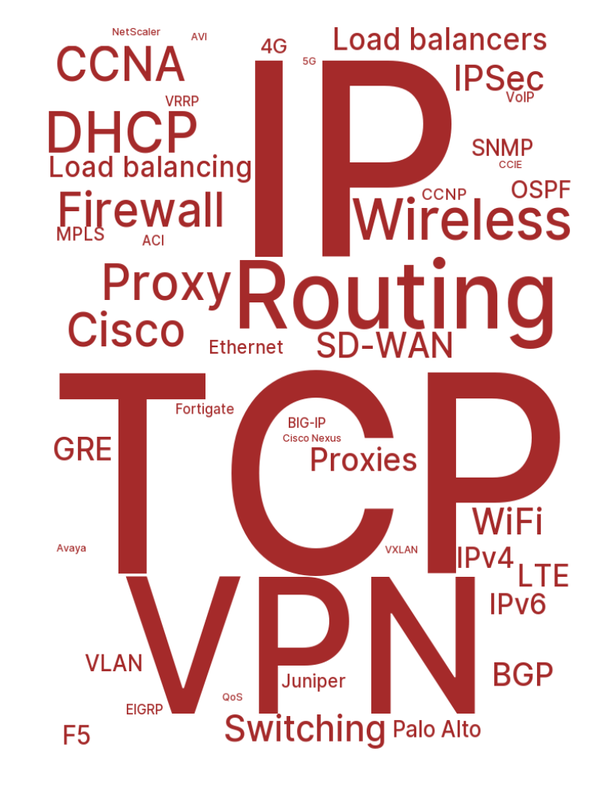 NetScaler
AVI
4G
Load balancers
CCNA
5G
IPSec
IP
VRRP
VoIP
DHCP
SNMP
Load balancing
CCIE
CCNP
OSPF
Firewall
Wireless
MPLS
ACI
Proxy
Routing
Cisco
Ethernet
SD-WAN
TCP
Fortigate
BIG-IP
Cisco Nexus
GRE
Proxies
WiFi
Avaya
VXLAN
IPv4
LTE
IPv6
VPN
VLAN
Juniper
BGP
QoS
EIGRP
F5
Switching
Palo Alto